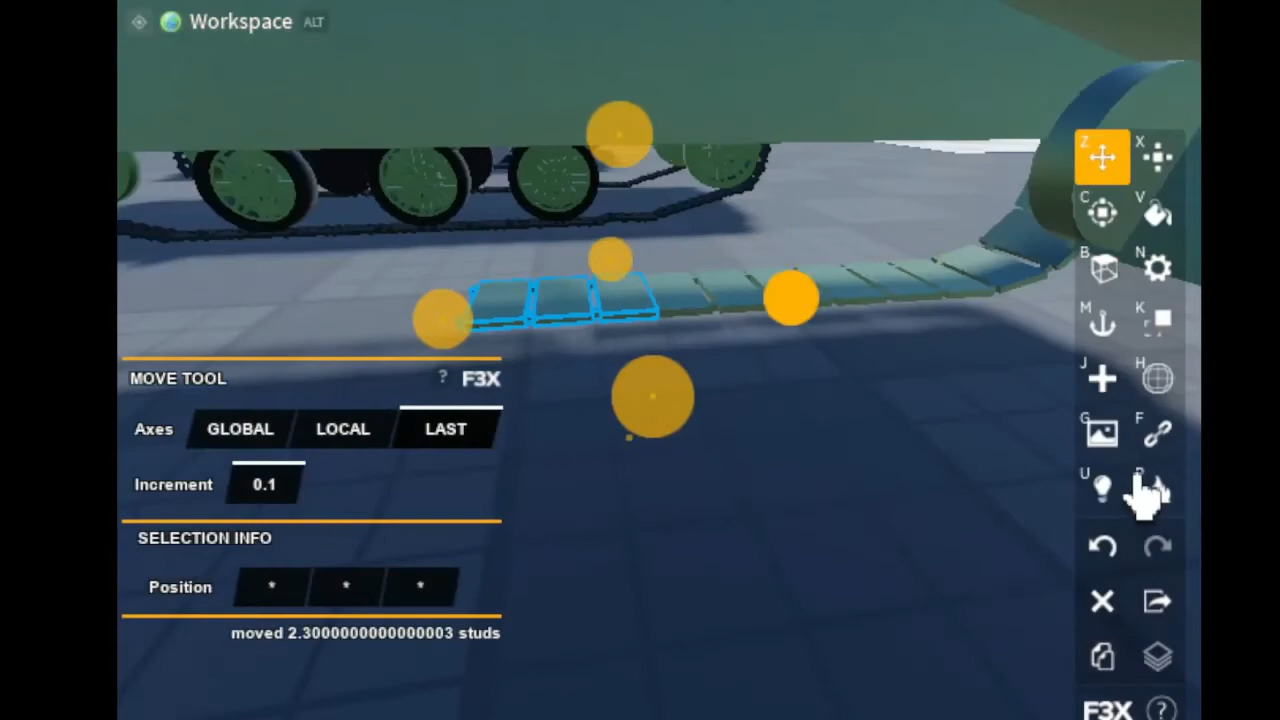 Workspace ALT
Z X
C V
B N
M K
J H
MOVE TOOL ? F3X
G F
Axes GLOBAL LOCAL LAST
U
Increment 0.1
SELECTION INFO
Position * * *
moved 2.3000000000000003 studs
F3X ?